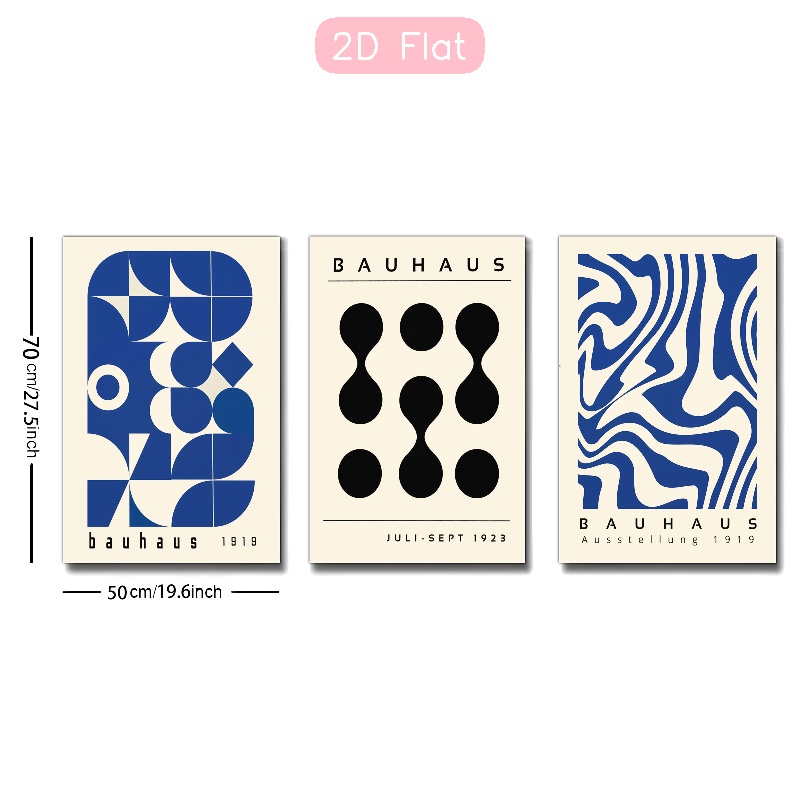 2D Flat
70cm/27.5inch
50cm/19.6inch
bauhaus 1919
BAUHAUS
JULI-SEPT 1923
BAUHAUS
Ausstellung 1919